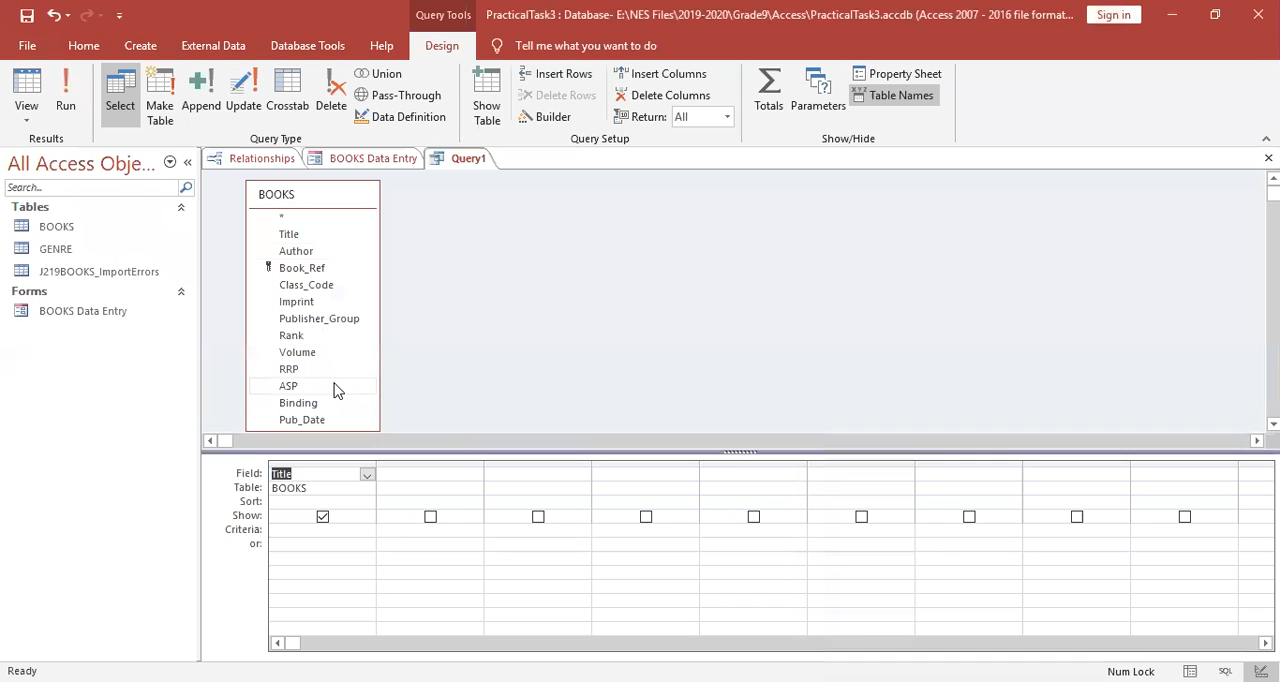 Query Tools
PracticalTask3 : Database- E:\NES Files\2019-2020\Grade9\Access\PracticalTask3.accdb (Access 2007 - 2016 file format...
Sign in
File Home Create External Data Database Tools Help Design Tell me what you want to do
View
Run
Results
Select
Make Table
Append
Update
Crosstab
Delete
Union
Pass-Through
Data Definition
Query Type
Show Table
Insert Rows
Delete Rows
Builder
Insert Columns
Delete Columns
Return: All
Query Setup
Totals
Parameters
Property Sheet
XYZ Table Names
Show/Hide
All Access Obje... «
Search...
Tables
BOOKS
GENRE
J219BOOKS_ImportErrors
Forms
BOOKS Data Entry
Relationships
BOOKS Data Entry
Query1
BOOKS
*
Title
Author
Book_Ref
Class_Code
Imprint
Publisher_Group
Rank
Volume
RRP
ASP
Binding
Pub_Date
Field: Title
Table: BOOKS
Sort:
Show:
Criteria:
or:
Ready
Num Lock
SQL